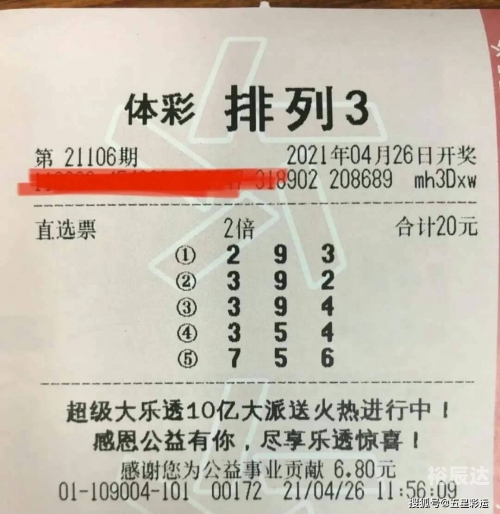 体彩 排列3
第 21106期 2021年04月26日开奖
318902 208689 mh3Dxw
直选票 2倍 合计20元
① 2 9 3
② 3 9 2
③ 3 9 4
④ 3 5 4
⑤ 7 5 6
超级大乐透10亿大派送火热进行中！
感恩公益有你，尽享乐透惊喜！
感谢您为公益事业贡献 6.80元
裕辰达
01-109004-101 00172 21/04/26 11:56:09
搜狐号@五星彩运